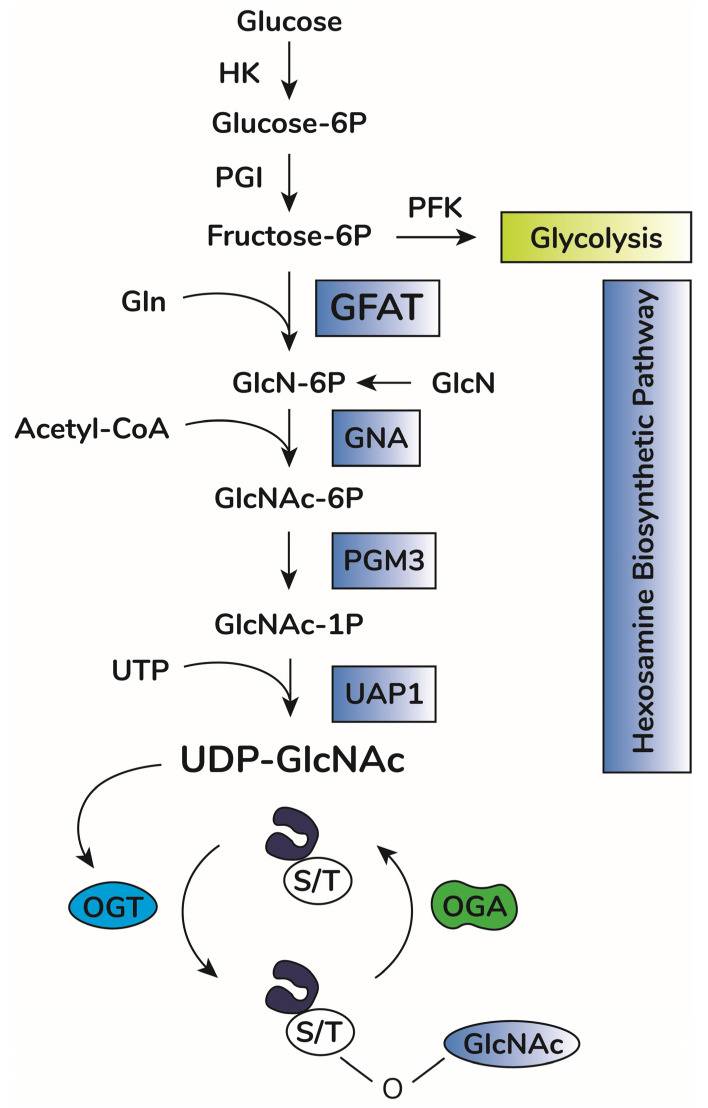 Glucose
HK
Glucose-6P
PGI
PFK
Fructose-6P
Glycolysis
Gln
GFAT
GlcN-6P
GlcN
Acetyl-CoA
GNA
GlcNAc-6P
PGM3
GlcNAc-1P
UTP
UAP1
Hexosamine Biosynthetic Pathway
UDP-GlcNAc
S/T
OGT
OGA
S/T
GlcNAc
O